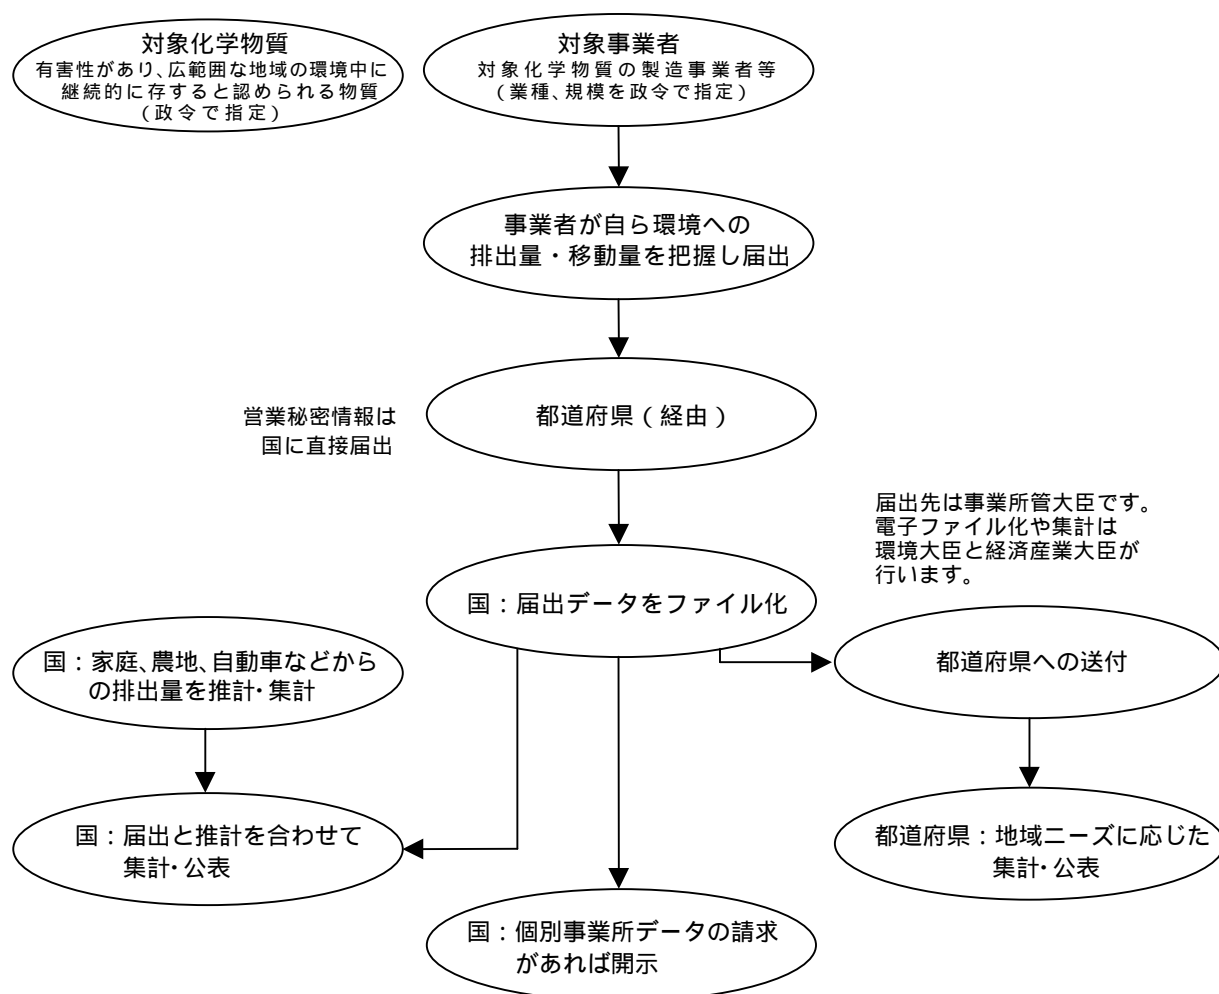 対象化学物質
有害性があり、広範囲な地域の環境中に
継続的に存すると認められる物質
(政令で指定)
対象事業者
対象化学物質の製造事業者等
(業種、規模を政令で指定)
事業者が自ら環境への
排出量・移動量を把握し届出
都道府県(経由)
営業秘密情報は
国に直接届出
届出先は事業所管大臣です。
電子ファイル化や集計は
環境大臣と経済産業大臣が
行います。
国:届出データをファイル化
国:家庭、農地、自動車などから
の排出量を推計・集計
都道府県への送付
国:届出と推計を合わせて
集計・公表
都道府県:地域ニーズに応じた
集計・公表
国:個別事業所データの請求
があれば開示